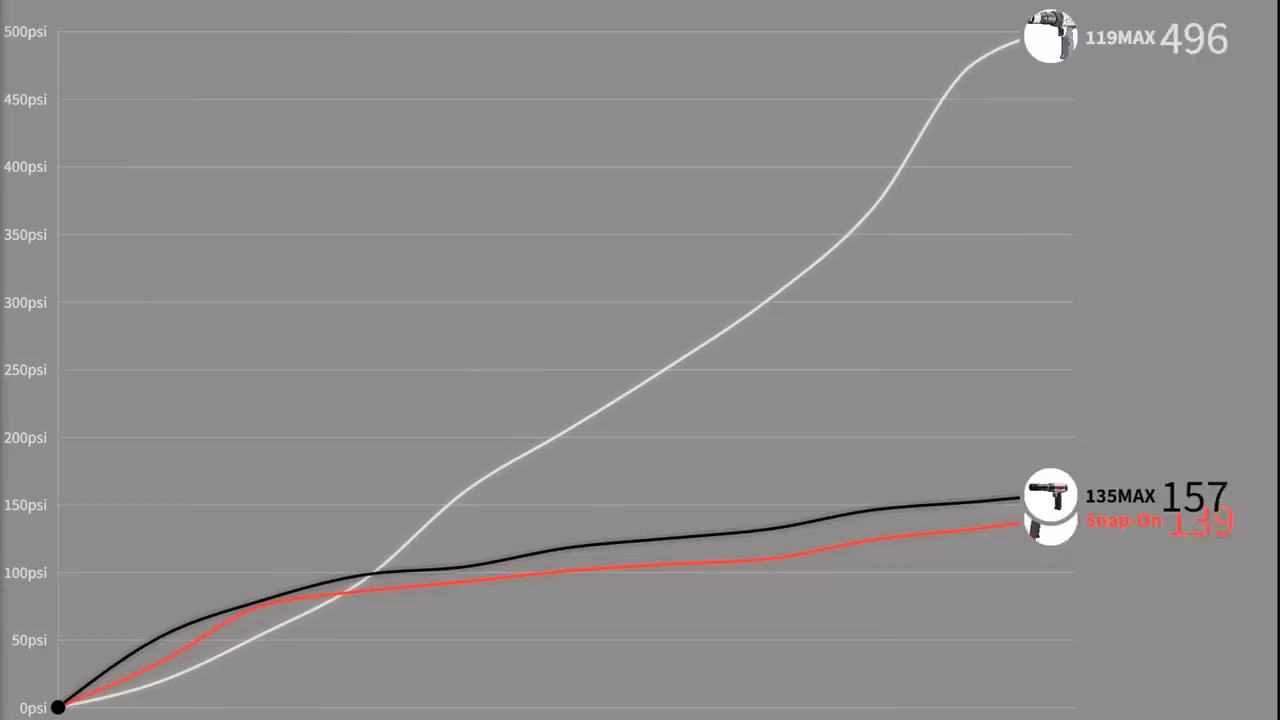 500psi
119MAX 496
450psi
400psi
350psi
300psi
250psi
200psi
150psi
135MAX 157
Snap-On 139
100psi
50psi
0psi